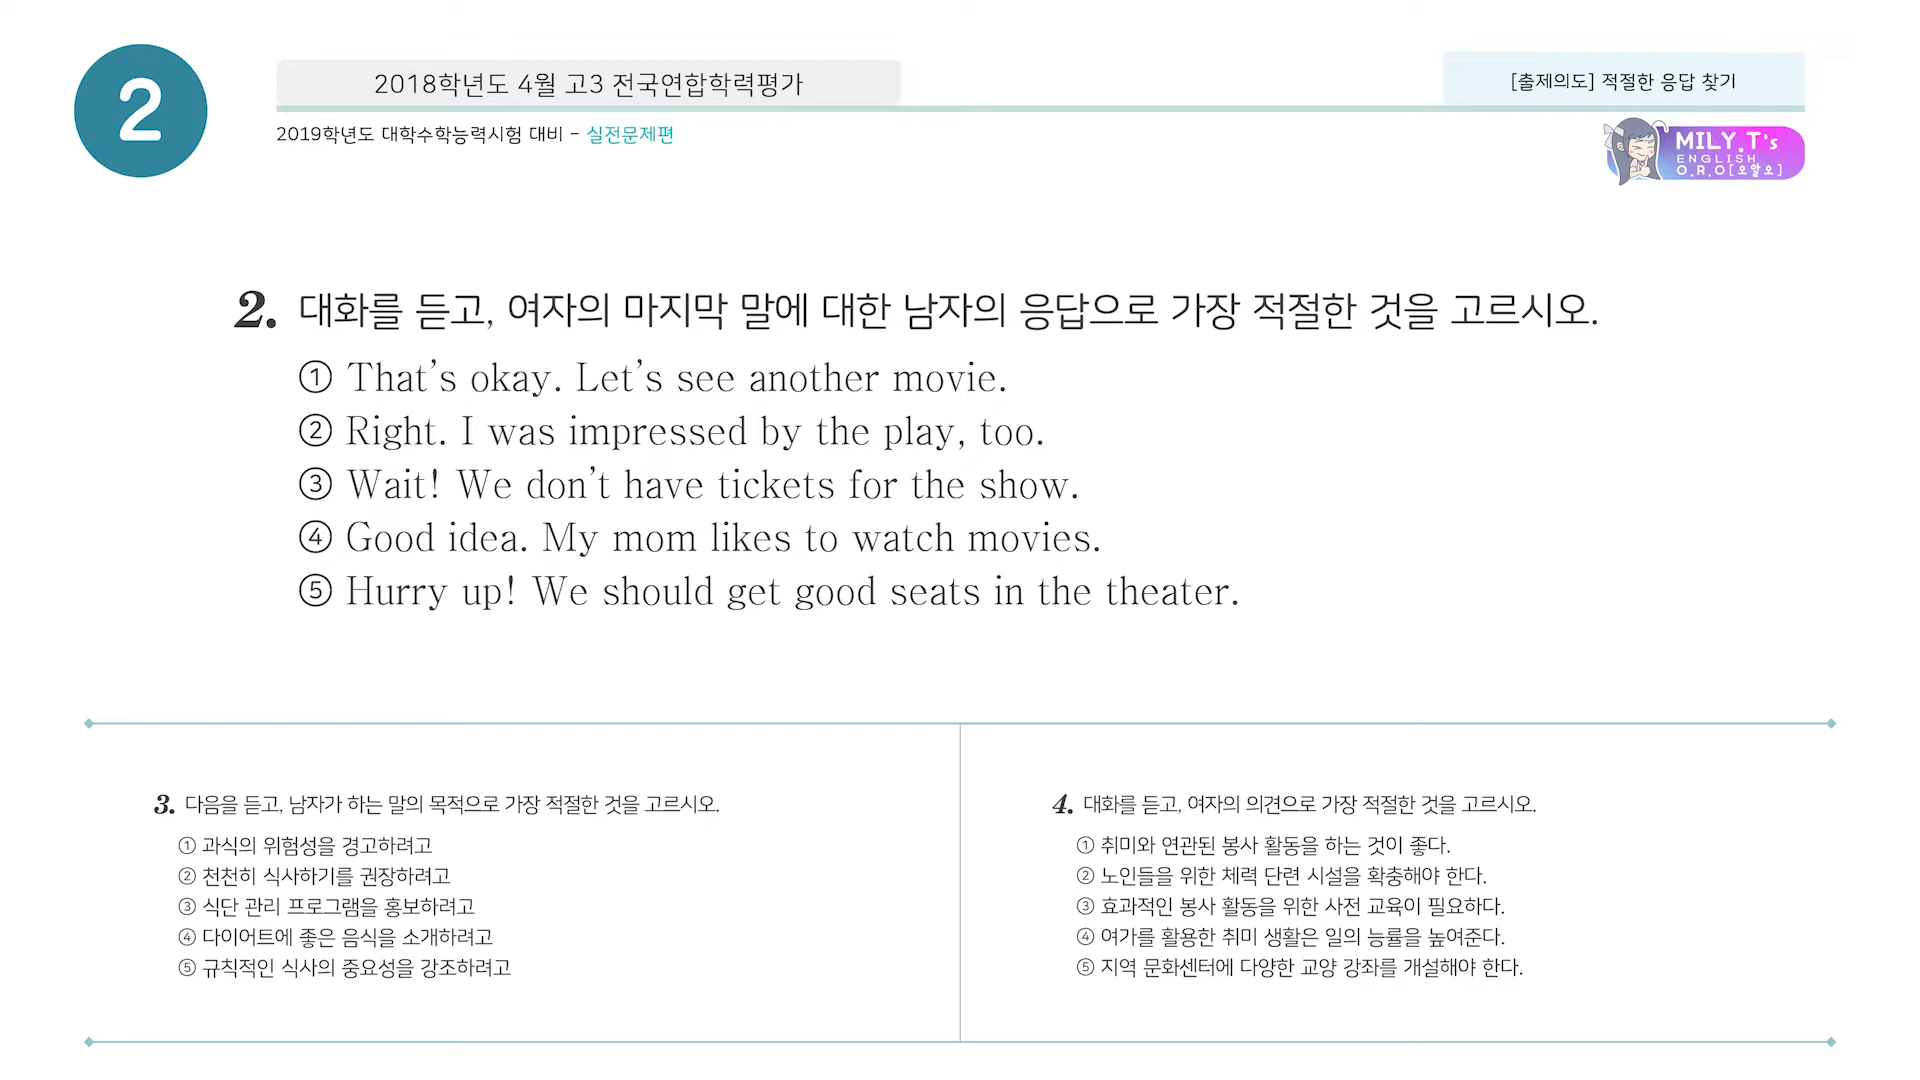 2
2018학년도 4월 고3 전국연합학력평가
[출제의도] 적절한 응답 찾기
2019학년도 대학수학능력시험 대비 - 실전문제편
MILY.T's
ENGLISH
O.R.O[오알오]
2. 대화를 듣고, 여자의 마지막 말에 대한 남자의 응답으로 가장 적절한 것을 고르시오.
① That's okay. Let's see another movie.
② Right. I was impressed by the play, too.
③ Wait! We don't have tickets for the show.
④ Good idea. My mom likes to watch movies.
⑤ Hurry up! We should get good seats in the theater.
3. 다음을 듣고, 남자가 하는 말의 목적으로 가장 적절한 것을 고르시오.
① 과식의 위험성을 경고하려고
② 천천히 식사하기를 권장하려고
③ 식단 관리 프로그램을 홍보하려고
④ 다이어트에 좋은 음식을 소개하려고
⑤ 규칙적인 식사의 중요성을 강조하려고
4. 대화를 듣고, 여자의 의견으로 가장 적절한 것을 고르시오.
① 취미와 연관된 봉사 활동을 하는 것이 좋다.
② 노인들을 위한 체력 단련 시설을 확충해야 한다.
③ 효과적인 봉사 활동을 위한 사전 교육이 필요하다.
④ 여가를 활용한 취미 생활은 일의 능률을 높여준다.
⑤ 지역 문화센터에 다양한 교양 강좌를 개설해야 한다.